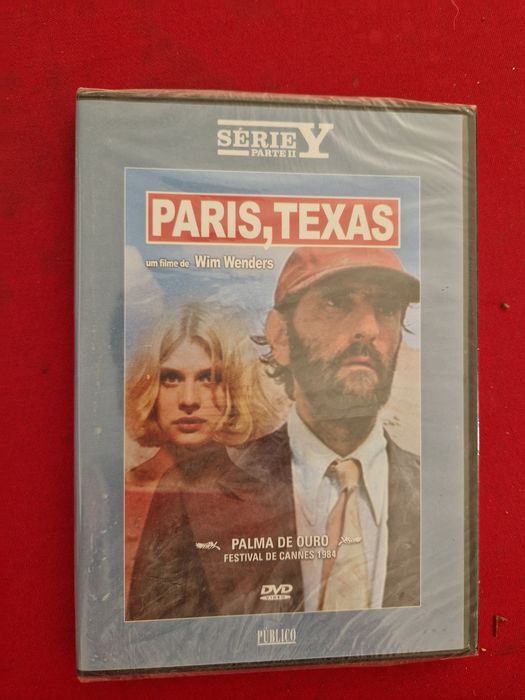 SÉRIE Y
PARTE II
PARIS, TEXAS
um filme de Wim Wenders
PALMA DE OURO
FESTIVAL DE CANNES 1984
DVD
VIDEO
PÚBLICO